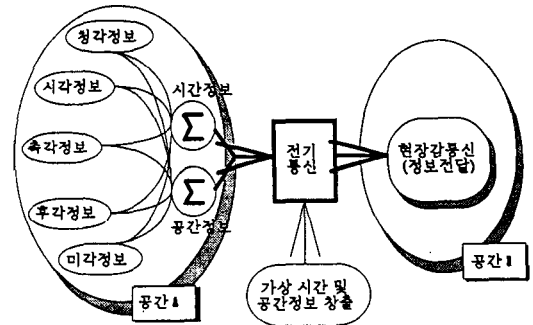 청각정보
시각정보
촉각정보
후각정보
미각정보
시간정보
Σ
Σ
공간정보
공간A
전기
통신
가상 시간 및
공간정보 창출
현장감통신
(정보전달)
공간B